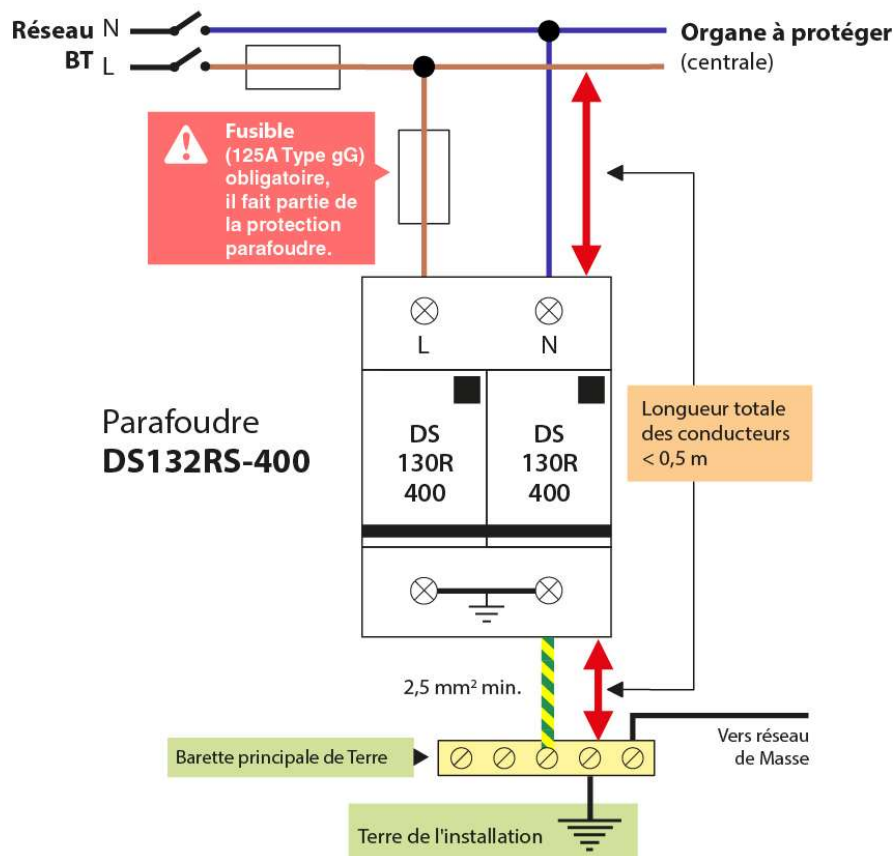 Réseau N
BT L
Organe à protéger
(centrale)
Fusible
(125A Type gG)
obligatoire,
il fait partie de
la protection
parafoudre.
L
N
Parafoudre
DS132RS-400
DS
130R
400
DS
130R
400
Longueur totale
des conducteurs
< 0,5 m
2,5 mm² min.
Barette principale de Terre
Vers réseau
de Masse
Terre de l'installation